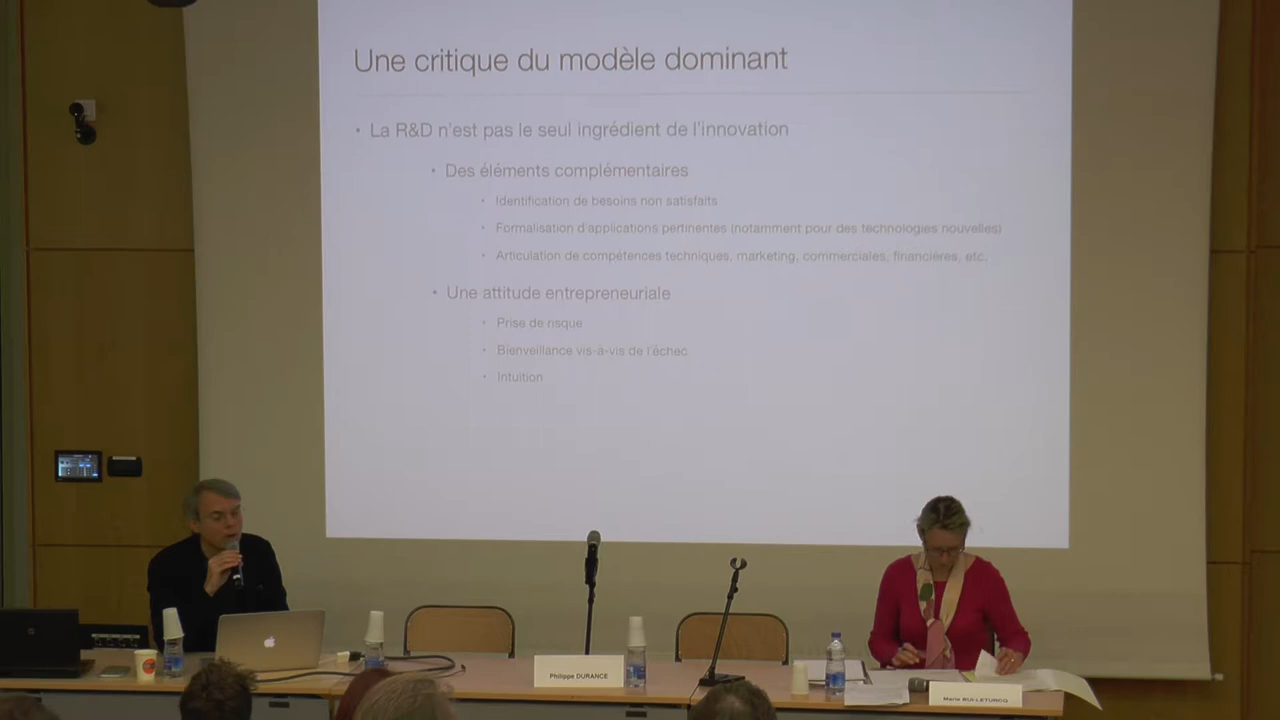 Une critique du modèle dominant
• La R&D n'est pas le seul ingrédient de l'innovation
• Des éléments complémentaires
• Identification de besoins non satisfaits
• Formalisation d'applications pertinentes (notamment pour des technologies nouvelles)
• Articulation de compétences techniques, marketing, commerciales, financières, etc.
• Une attitude entrepreneuriale
• Prise de risque
• Bienveillance vis-à-vis de l'échec
• Intuition
Philippe DURANCE
Marie BULLETURCQ